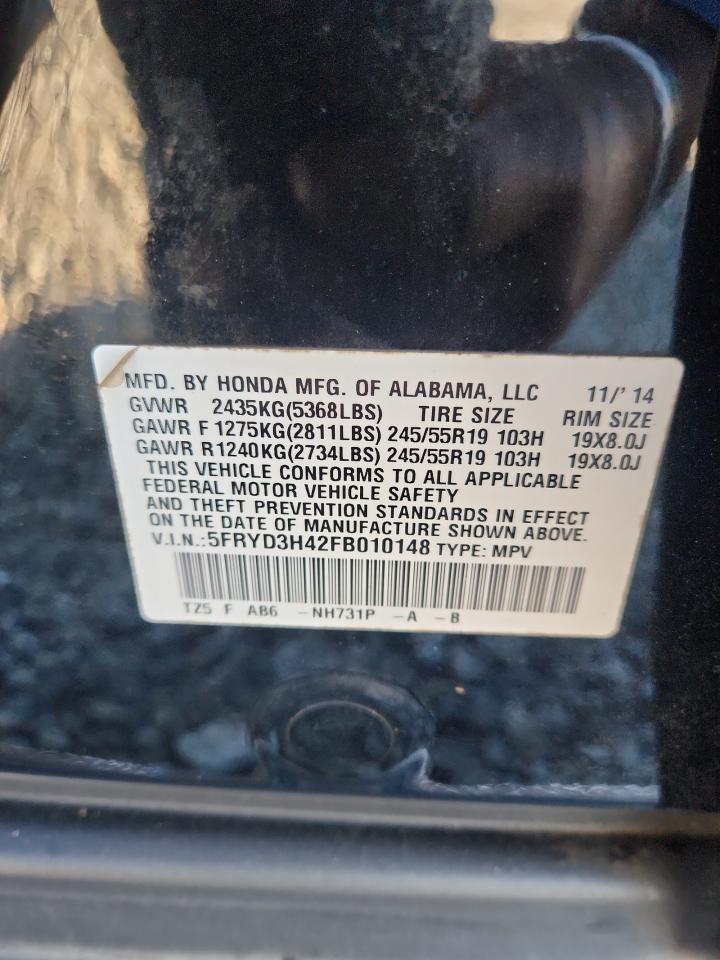 MFD. BY HONDA MFG. OF ALABAMA, LLC 11/' 14
GVWR 2435KG(5368LBS) TIRE SIZE RIM SIZE
GAWR F 1275KG(2811LBS) 245/55R19 103H 19X8.0J
GAWR R1240KG(2734LBS) 245/55R19 103H 19X8.0J
THIS VEHICLE CONFORMS TO ALL APPLICABLE
FEDERAL MOTOR VEHICLE SAFETY
AND THEFT PREVENTION STANDARDS IN EFFECT
ON THE DATE OF MANUFACTURE SHOWN ABOVE.
V.I.N.:5FRYD3H42FB010148 TYPE: MPV
TZ5 F AB6 -NH731P -A -B